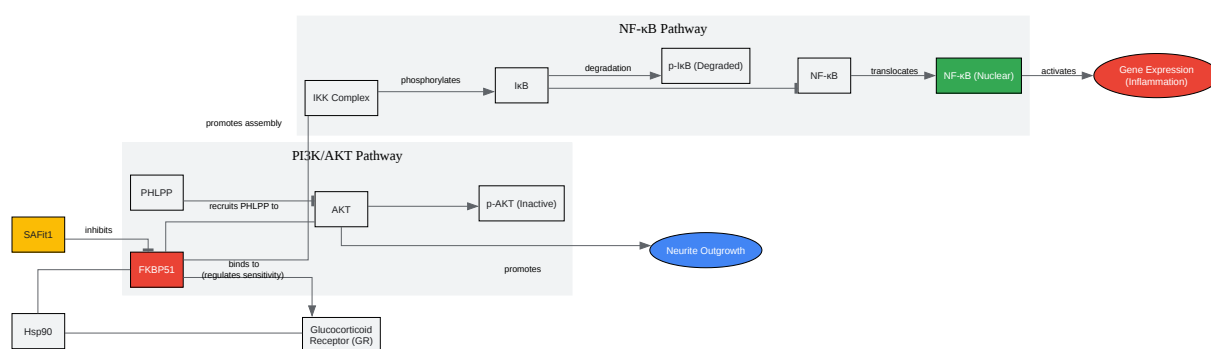 NF-κB Pathway
p-IκB (Degraded)
degradation
NF-κB
translocates
NF-κB (Nuclear)
activates
Gene Expression
(Inflammation)
phosphorylates
IκB
IKK Complex
promotes assembly
PI3K/AKT Pathway
PHLPP
recruits PHLPP to
AKT
p-AKT (Inactive)
SAFit1
inhibits
Neurite Outgrowth
FKBP51
binds to
(regulates sensitivity)
promotes
Hsp90
Glucocorticoid
Receptor (GR)